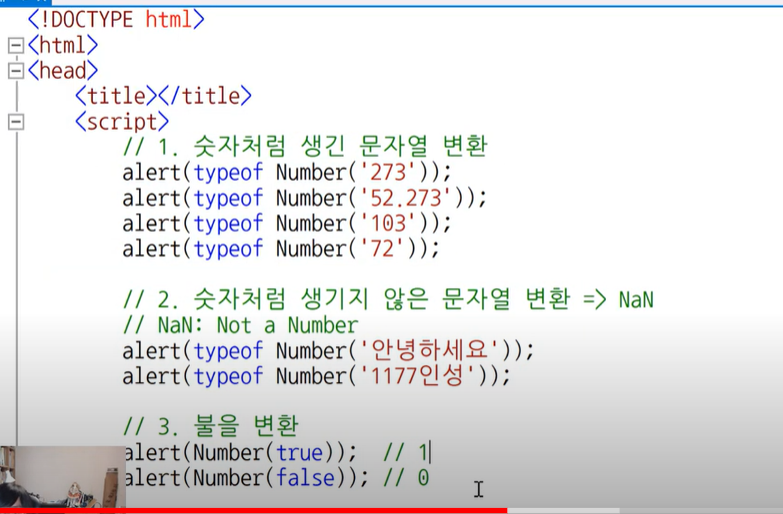 <!DOCTYPE html>
<html>
<head>
<title></title>
<script>
// 1. 숫자처럼 생긴 문자열 변환
alert(typeof Number('273'));
alert(typeof Number('52.273'));
alert(typeof Number('103'));
alert(typeof Number('72'));
// 2. 숫자처럼 생기지 않은 문자열 변환 => NaN
// NaN: Not a Number
alert(typeof Number('안녕하세요'));
alert(typeof Number('1177인성'));
// 3. 불을 변환
alert(Number(true)); // 1
alert(Number(false)); // 0